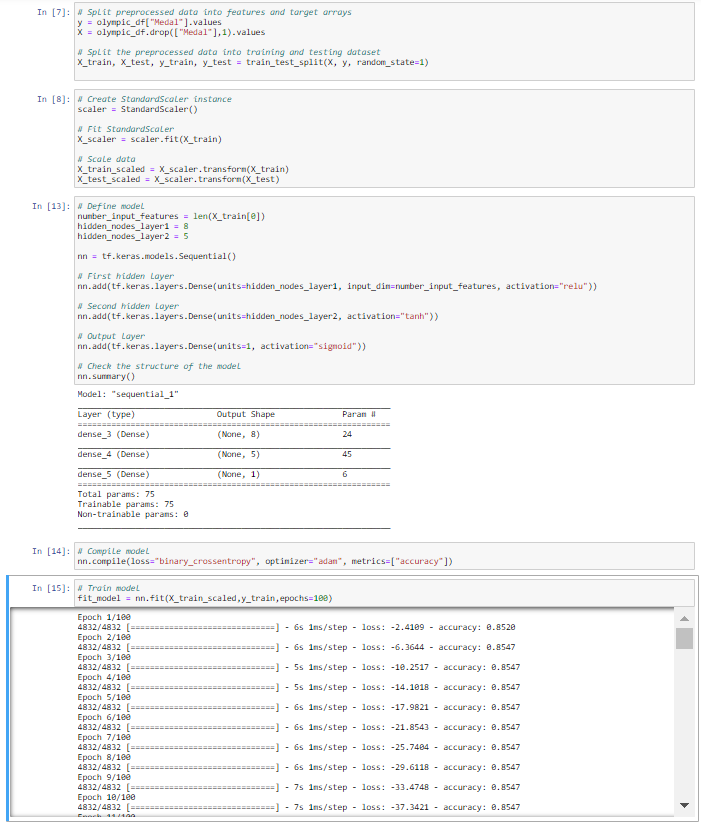 In [7]: # Split preprocessed data into features and target arrays
y = olympic_df["Medal"].values
X = olympic_df.drop(["Medal"],1).values
# Split the preprocessed data into training and testing dataset
X_train, X_test, y_train, y_test = train_test_split(X, y, random_state=1)
In [8]: # Create StandardScaler instance
scaler = StandardScaler()
# Fit StandardScaler
X_scaler = scaler.fit(X_train)
# Scale data
X_train_scaled = X_scaler.transform(X_train)
X_test_scaled = X_scaler.transform(X_test)
In [13]: # Define model
number_input_features = len(X_train[0])
hidden_nodes_layer1 = 8
hidden_nodes_layer2 = 5
nn = tf.keras.models.Sequential()
# First hidden layer
nn.add(tf.keras.layers.Dense(units=hidden_nodes_layer1, input_dim=number_input_features, activation="relu"))
# Second hidden layer
nn.add(tf.keras.layers.Dense(units=hidden_nodes_layer2, activation="tanh"))
# Output layer
nn.add(tf.keras.layers.Dense(units=1, activation="sigmoid"))
# Check the structure of the model
nn.summary()
Model: "sequential_1"
_________________________________________________________________
Layer (type) Output Shape Param #
=================================================================
dense_3 (Dense) (None, 8) 24
_________________________________________________________________
dense_4 (Dense) (None, 5) 45
_________________________________________________________________
dense_5 (Dense) (None, 1) 6
=================================================================
Total params: 75
Trainable params: 75
Non-trainable params: 0
_________________________________________________________________
In [14]: # Compile model
nn.compile(loss="binary_crossentropy", optimizer="adam", metrics=["accuracy"])
In [15]: # Train model
fit_model = nn.fit(X_train_scaled,y_train,epochs=100)
Epoch 1/100
4832/4832 [==============================] - 6s 1ms/step - loss: -2.4109 - accuracy: 0.8520
Epoch 2/100
4832/4832 [==============================] - 6s 1ms/step - loss: -6.3644 - accuracy: 0.8547
Epoch 3/100
4832/4832 [==============================] - 5s 1ms/step - loss: -10.2517 - accuracy: 0.8547
Epoch 4/100
4832/4832 [==============================] - 5s 1ms/step - loss: -14.1018 - accuracy: 0.8547
Epoch 5/100
4832/4832 [==============================] - 6s 1ms/step - loss: -17.9821 - accuracy: 0.8547
Epoch 6/100
4832/4832 [==============================] - 6s 1ms/step - loss: -21.8543 - accuracy: 0.8547
Epoch 7/100
4832/4832 [==============================] - 6s 1ms/step - loss: -25.7404 - accuracy: 0.8547
Epoch 8/100
4832/4832 [==============================] - 6s 1ms/step - loss: -29.6118 - accuracy: 0.8547
Epoch 9/100
4832/4832 [==============================] - 7s 1ms/step - loss: -33.4748 - accuracy: 0.8547
Epoch 10/100
4832/4832 [==============================] - 7s 1ms/step - loss: -37.3421 - accuracy: 0.8547
Epoch 11/100